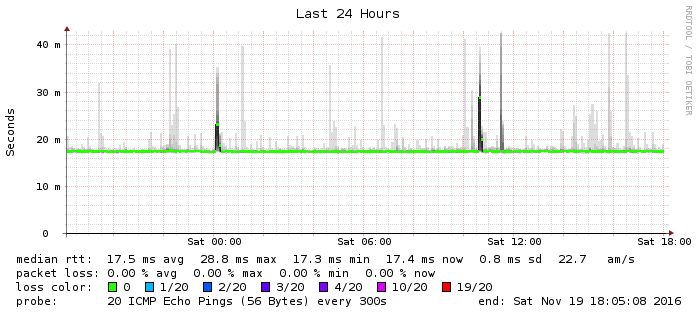 Last 24 Hours
RRDTOOL / TOBI OETIKER
Seconds
40 m
30 m
20 m
10 m
0
Sat 00:00 Sat 06:00 Sat 12:00 Sat 18:00
median rtt: 17.5 ms avg 28.8 ms max 17.3 ms min 17.4 ms now 0.8 ms sd 22.7 am/s
packet loss: 0.00 % avg 0.00 % max 0.00 % min 0.00 % now
loss color: 0 1/20 2/20 3/20 4/20 10/20 19/20
probe: 20 ICMP Echo Pings (56 Bytes) every 300s end: Sat Nov 19 18:05:08 2016